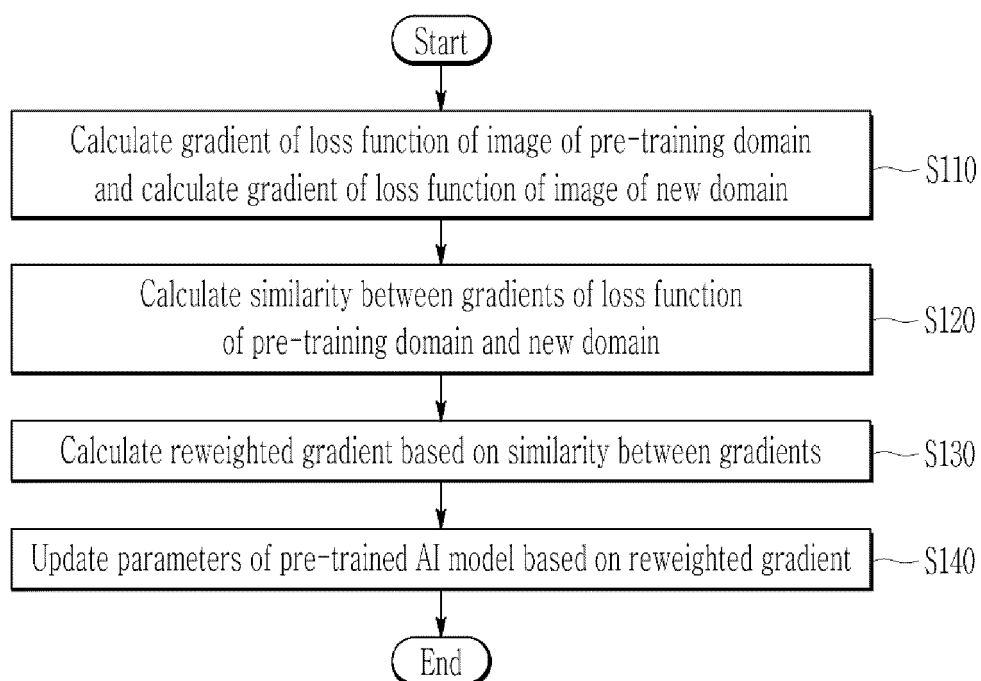 Start
Calculate gradient of loss function of image of pre-training domain
and calculate gradient of loss function of image of new domain
S110
Calculate similarity between gradients of loss function
of pre-training domain and new domain
S120
Calculate reweighted gradient based on similarity between gradients
S130
Update parameters of pre-trained AI model based on reweighted gradient
S140
End